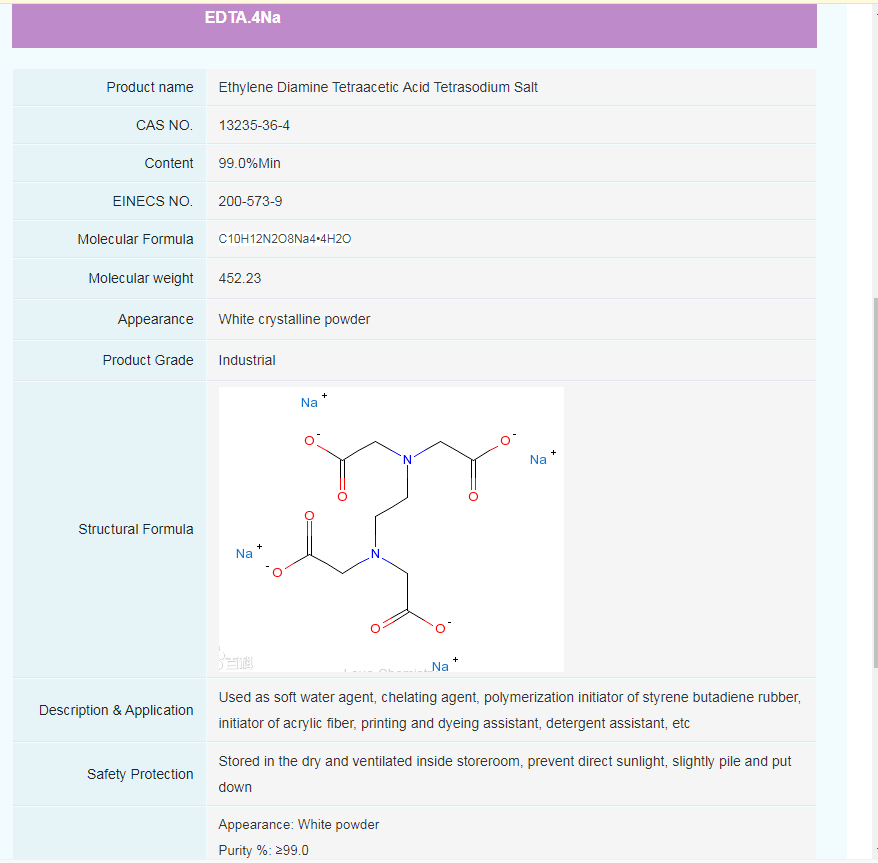 EDTA.4Na
Product name Ethylene Diamine Tetraacetic Acid Tetrasodium Salt
CAS NO. 13235-36-4
Content 99.0%Min
EINECS NO. 200-573-9
Molecular Formula C10H12N2O8Na4•4H2O
Molecular weight 452.23
Appearance White crystalline powder
Product Grade Industrial
Structural Formula
Na +
O -
N
O -
Na +
O
O
O
Na +
- O
N
O
O -
Na +
Description & Application Used as soft water agent, chelating agent, polymerization initiator of styrene butadiene rubber,
initiator of acrylic fiber, printing and dyeing assistant, detergent assistant, etc
Safety Protection Stored in the dry and ventilated inside storeroom, prevent direct sunlight, slightly pile and put
down
Appearance: White powder
Purity %: ≥99.0